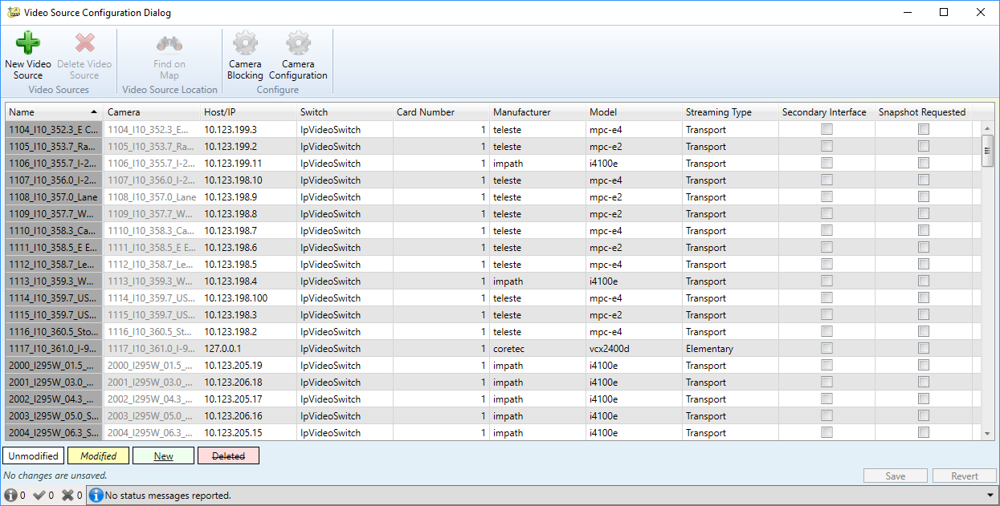 Video Source Configuration Dialog
New Video Source
Delete Video Source
Find on Map
Camera Blocking
Camera Configuration
Video Sources
Video Source Location
Configure
Name Camera Host/IP Switch Card Number Manufacturer Model Streaming Type Secondary Interface Snapshot Requested
1104_I10_352.3_E C... 1104_I10_352.3_E... 10.123.199.3 IpVideoSwitch 1 teleste mpc-e4 Transport
1105_I10_353.7_Ra... 1105_I10_353.7_Ra... 10.123.199.2 IpVideoSwitch 1 teleste mpc-e2 Transport
1106_I10_355.7_I-2... 1106_I10_355.7_I-2... 10.123.199.11 IpVideoSwitch 1 impath i4100e Transport
1107_I10_356.0_I-2... 1107_I10_356.0_I-2... 10.123.198.10 IpVideoSwitch 1 teleste mpc-e4 Transport
1108_I10_357.0_Lane 1108_I10_357.0_Lane 10.123.198.9 IpVideoSwitch 1 teleste mpc-e2 Transport
1109_I10_357.7_W... 1109_I10_357.7_W... 10.123.198.8 IpVideoSwitch 1 teleste mpc-e2 Transport
1110_I10_358.3_Ca... 1110_I10_358.3_Ca... 10.123.198.7 IpVideoSwitch 1 teleste mpc-e4 Transport
1111_I10_358.5_E E... 1111_I10_358.5_E E... 10.123.198.6 IpVideoSwitch 1 teleste mpc-e2 Transport
1112_I10_358.7_Le... 1112_I10_358.7_Le... 10.123.198.5 IpVideoSwitch 1 teleste mpc-e4 Transport
1113_I10_359.3_W... 1113_I10_359.3_W... 10.123.198.4 IpVideoSwitch 1 impath i4100e Transport
1114_I10_359.7_US... 1114_I10_359.7_US... 10.123.198.100 IpVideoSwitch 1 teleste mpc-e4 Transport
1115_I10_359.7_US... 1115_I10_359.7_US... 10.123.198.3 IpVideoSwitch 1 teleste mpc-e2 Transport
1116_I10_360.5_Sto... 1116_I10_360.5_St... 10.123.198.2 IpVideoSwitch 1 teleste mpc-e4 Transport
1117_I10_361.0_I-9... 1117_I10_361.0_I-9... 127.0.0.1 IpVideoSwitch 1 coretec vcx2400d Elementary
2000_I295W_01.5_... 2000_I295W_01.5_... 10.123.205.19 IpVideoSwitch 1 impath i4100e Transport
2001_I295W_03.0_... 2001_I295W_03.0_... 10.123.206.18 IpVideoSwitch 1 impath i4100e Transport
2002_I295W_04.3_... 2002_I295W_04.3_... 10.123.205.17 IpVideoSwitch 1 impath i4100e Transport
2003_I295W_05.0_S... 2003_I295W_05.0_... 10.123.206.16 IpVideoSwitch 1 impath i4100e Transport
2004_I295W_06.3_S... 2004_I295W_06.3_... 10.123.205.15 IpVideoSwitch 1 impath i4100e Transport
Unmodified Modified New Deleted
No changes are unsaved.
Save Revert
0 0 0 No status messages reported.